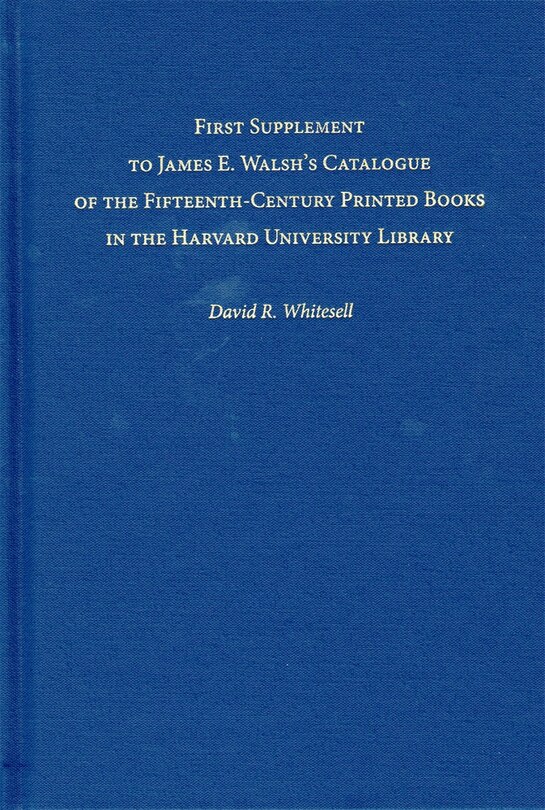 First Supplement
to James E. Walsh's Catalogue
of the Fifteenth-Century Printed Books
in the Harvard University Library
David R. Whitesell